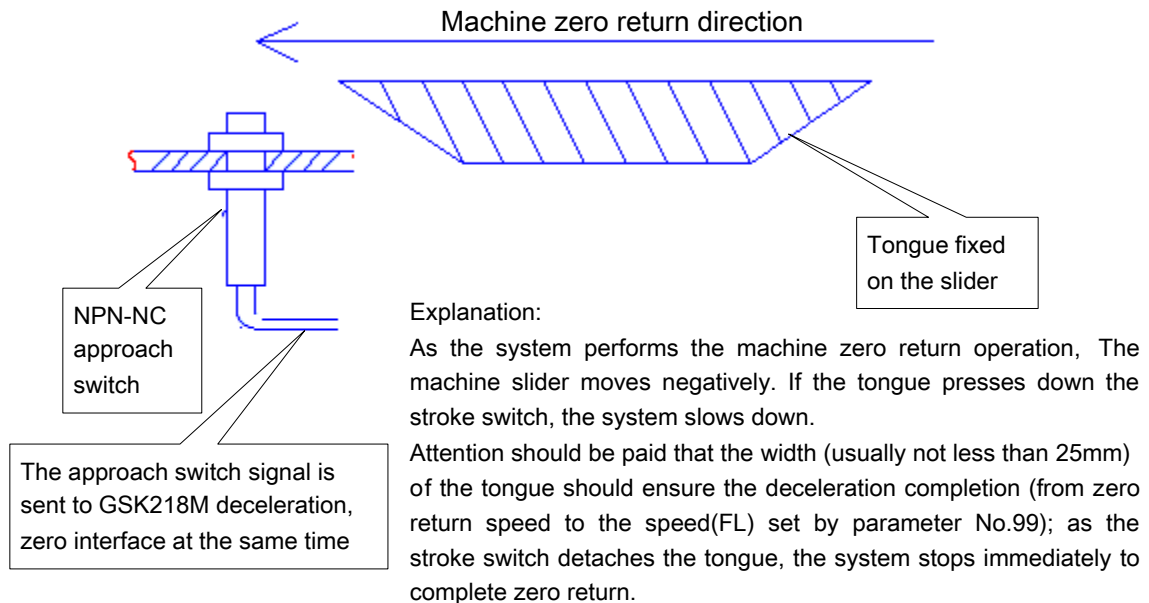 Machine zero return direction
Tongue fixed
on the slider
NPN-NC
approach
switch
The approach switch signal is
sent to GSK218M deceleration,
zero interface at the same time
Explanation:
As the system performs the machine zero return operation, The
machine slider moves negatively. If the tongue presses down the
stroke switch, the system slows down.
Attention should be paid that the width (usually not less than 25mm)
of the tongue should ensure the deceleration completion (from zero
return speed to the speed(FL) set by parameter No.99); as the
stroke switch detaches the tongue, the system stops immediately to
complete zero return.